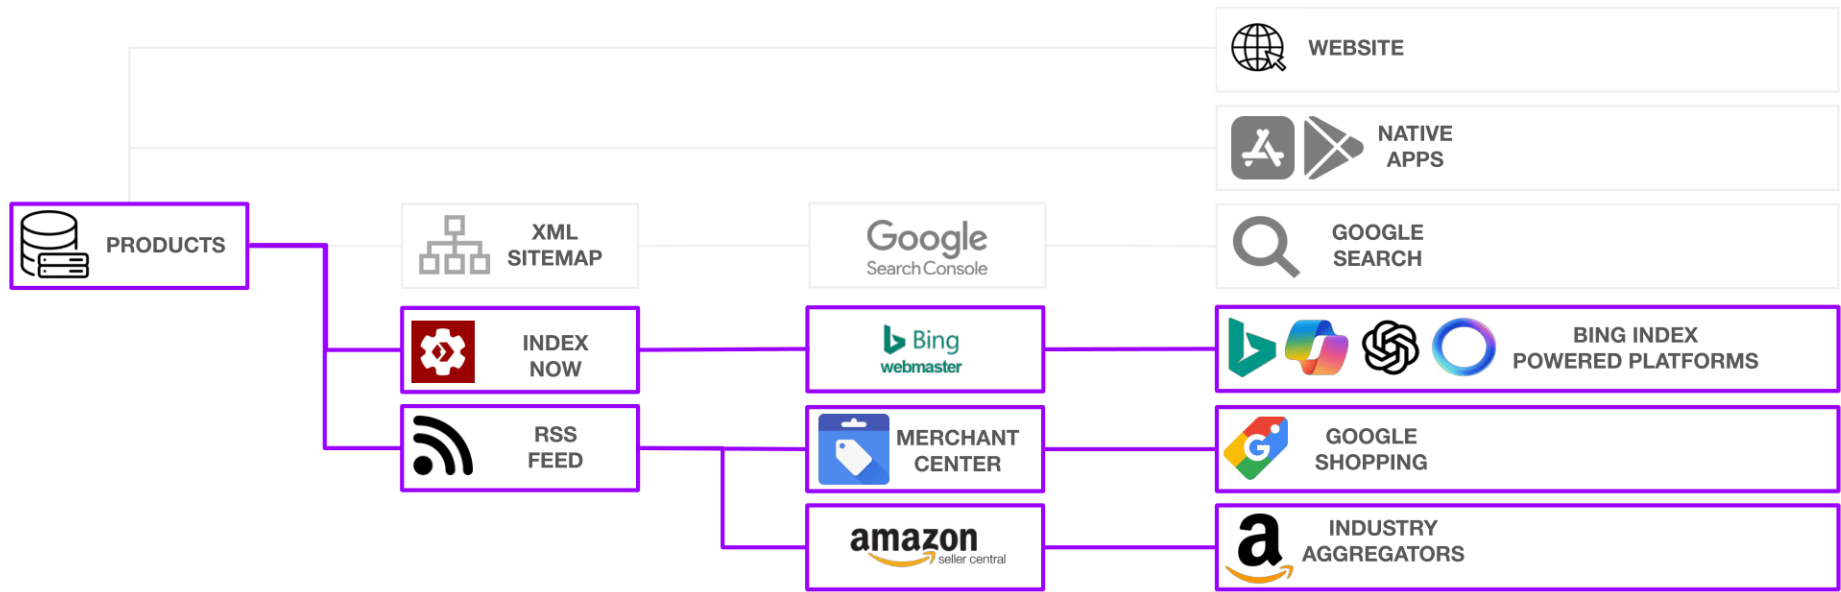 WEBSITE
NATIVE
APPS
PRODUCTS
XML
SITEMAP
Google
Search Console
GOOGLE
SEARCH
INDEX
NOW
Bing
webmaster
BING INDEX
POWERED PLATFORMS
RSS
FEED
MERCHANT
CENTER
G
GOOGLE
SHOPPING
amazon
seller central
a
INDUSTRY
AGGREGATORS